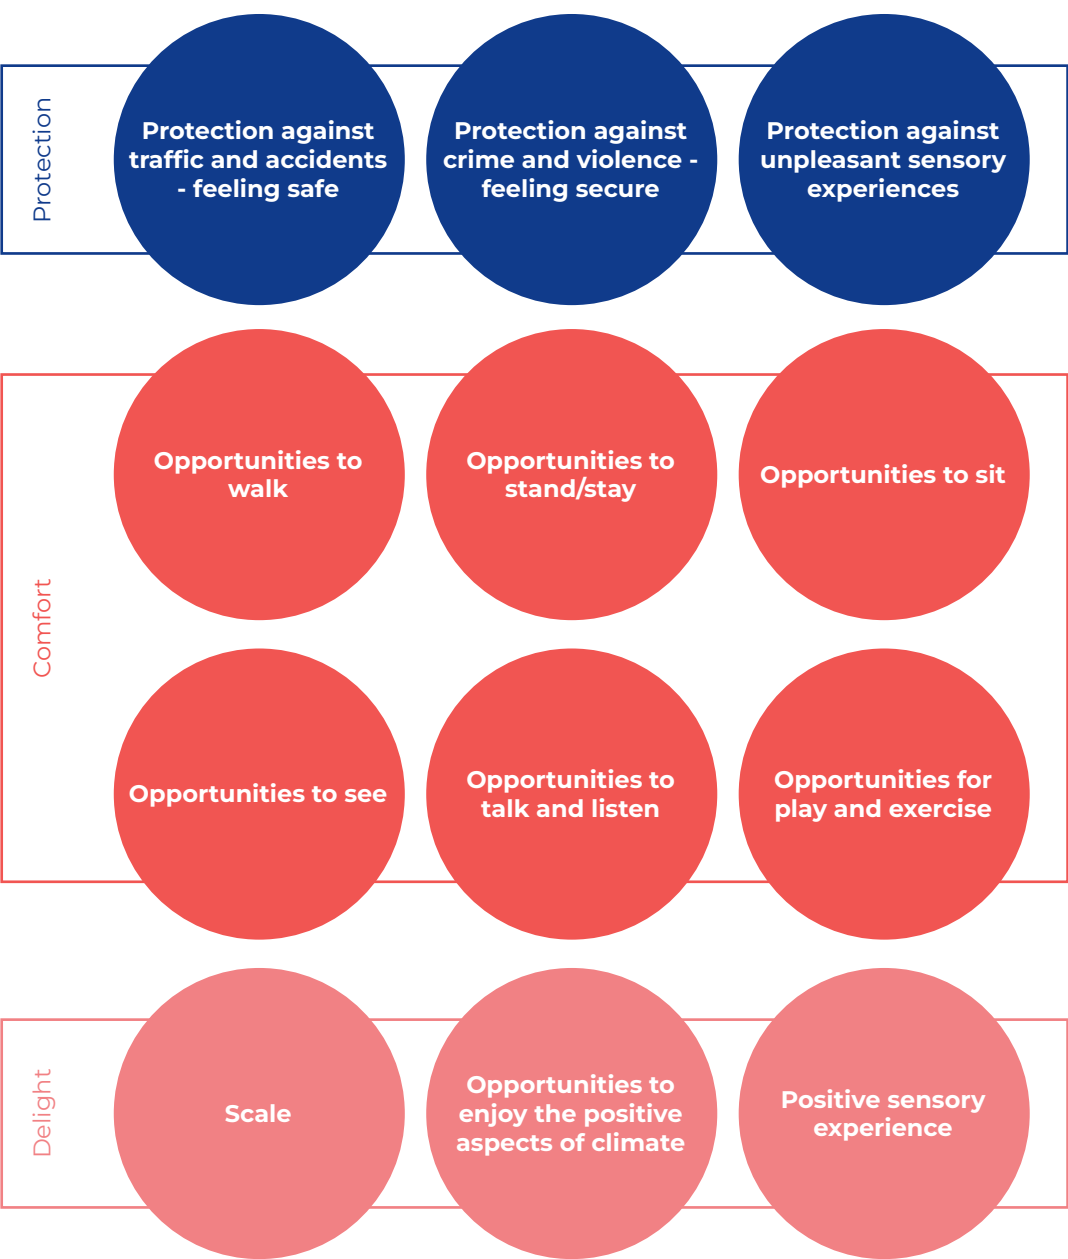 Protection
Protection against
traffic and accidents
- feeling safe
Protection against
crime and violence -
feeling secure
Protection against
unpleasant sensory
experiences
Comfort
Opportunities to
walk
Opportunities to
stand/stay
Opportunities to sit
Opportunities to see
Opportunities to
talk and listen
Opportunities for
play and exercise
Delight
Scale
Opportunities to
enjoy the positive
aspects of climate
Positive sensory
experience